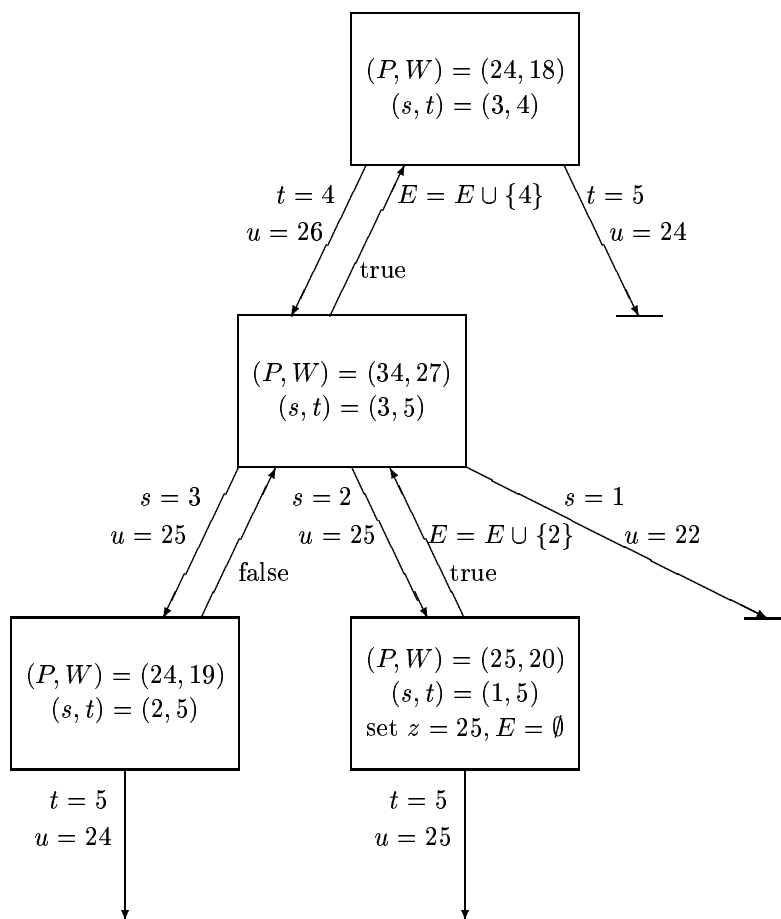 (P, W) = (24, 18)
(s, t) = (3, 4)
t = 4
u = 26
E = E ∪ {4}
true
t = 5
u = 24
(P, W) = (34, 27)
(s, t) = (3, 5)
s = 3
u = 25
false
s = 2
u = 25
E = E ∪ {2}
true
s = 1
u = 22
(P, W) = (24, 19)
(s, t) = (2, 5)
(P, W) = (25, 20)
(s, t) = (1, 5)
set z = 25, E = ∅
t = 5
u = 24
t = 5
u = 25